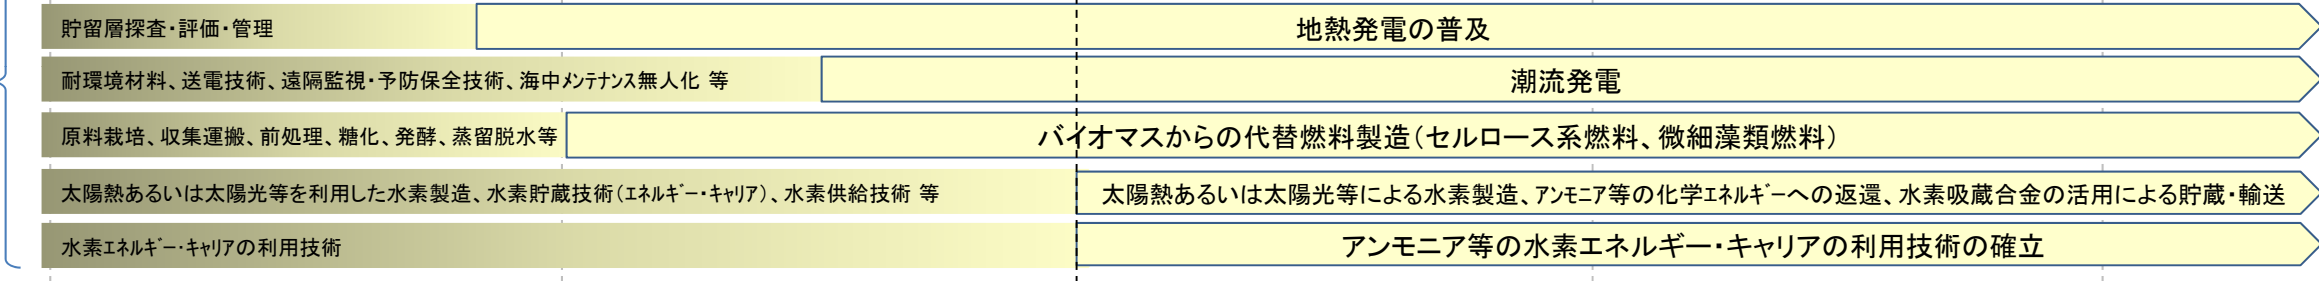 貯留層探査・評価・管理
地熱発電の普及
耐環境材料、送電技術、遠隔監視・予防保全技術、海中ﾒﾝﾃﾅﾝｽ無人化 等
潮流発電
原料栽培、収集運搬、前処理、糖化、発酵、蒸留脱水等
バイオマスからの代替燃料製造（セルロース系燃料、微細藻類燃料）
太陽熱あるいは太陽光等を利用した水素製造、水素貯蔵技術（ｴﾈﾙｷﾞｰ・ｷｬﾘｱ）、水素供給技術 等
太陽熱あるいは太陽光等による水素製造、ｱﾝﾓﾆｱ等の化学ｴﾈﾙｷﾞｰへの返還、水素吸蔵合金の活用による貯蔵・輸送
水素ｴﾈﾙｷﾞｰ･ｷｬﾘｱの利用技術
アンモニア等の水素エネルギー・キャリアの利用技術の確立